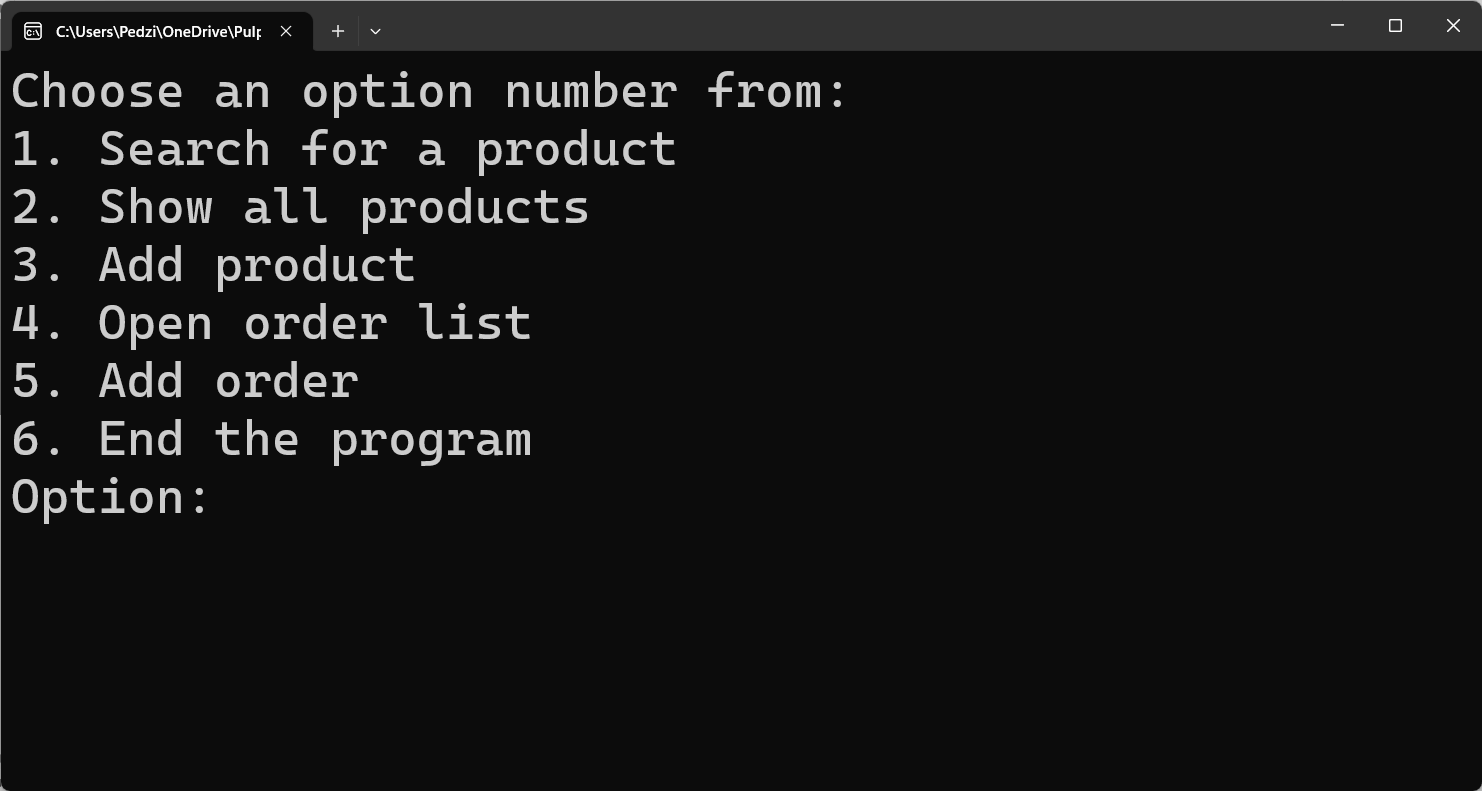 C:\Users\Pedzi\OneDrive\Pulp
Choose an option number from:
1. Search for a product
2. Show all products
3. Add product
4. Open order list
5. Add order
6. End the program
Option: